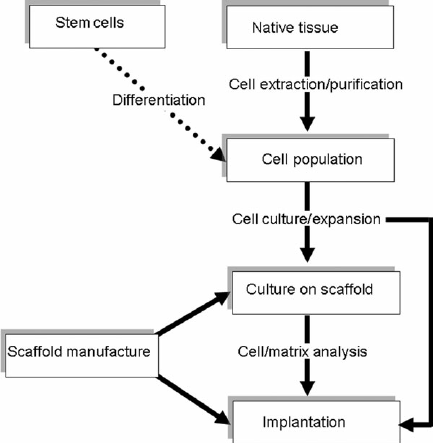 Stem cells
Native tissue
Cell extraction/purification
Differentiation
Cell population
Cell culture/expansion
Culture on scaffold
Scaffold manufacture
Cell/matrix analysis
Implantation